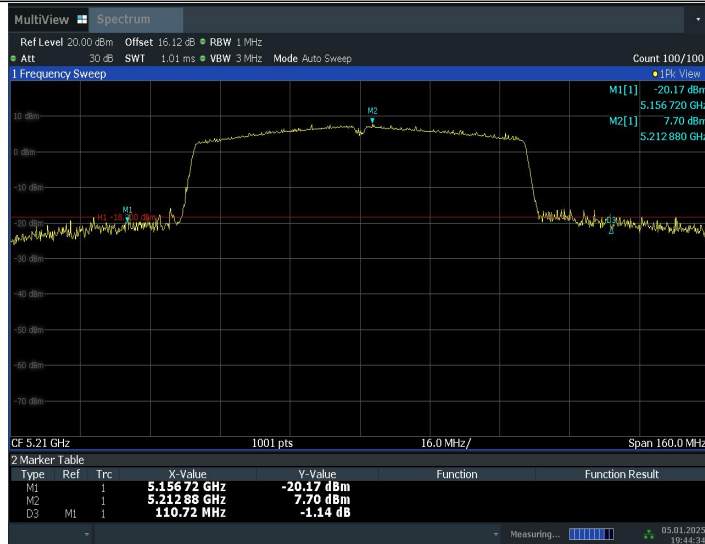 MultiView Spectrum
Ref Level 20.00 dBm Offset 16.12 dB RBW 1 MHz
Att 30 dB SWT 1.01 ms VBW 3 MHz Mode Auto Sweep Count 100/100
1 Frequency Sweep 1Pk View
M1[1] -20.17 dBm
5.156 720 GHz
M2[1] 7.70 dBm
5.212 880 GHz
M2
10 dBm
0 dBm
-10 dBm
M1
-20 dBm
D3
-30 dBm
-50 dBm
-60 dBm
-70 dBm
CF 5.21 GHz 1001 pts 16.0 MHz/ Span 160.0 MHz
2 Marker Table
Type Ref Trc X-Value Y-Value Function Function Result
M1 1 5.156 72 GHz -20.17 dBm
M2 1 5.212 88 GHz 7.70 dBm
D3 M1 1 110.72 MHz -1.14 dB
Measuring... 05.01.2025
19:44:34